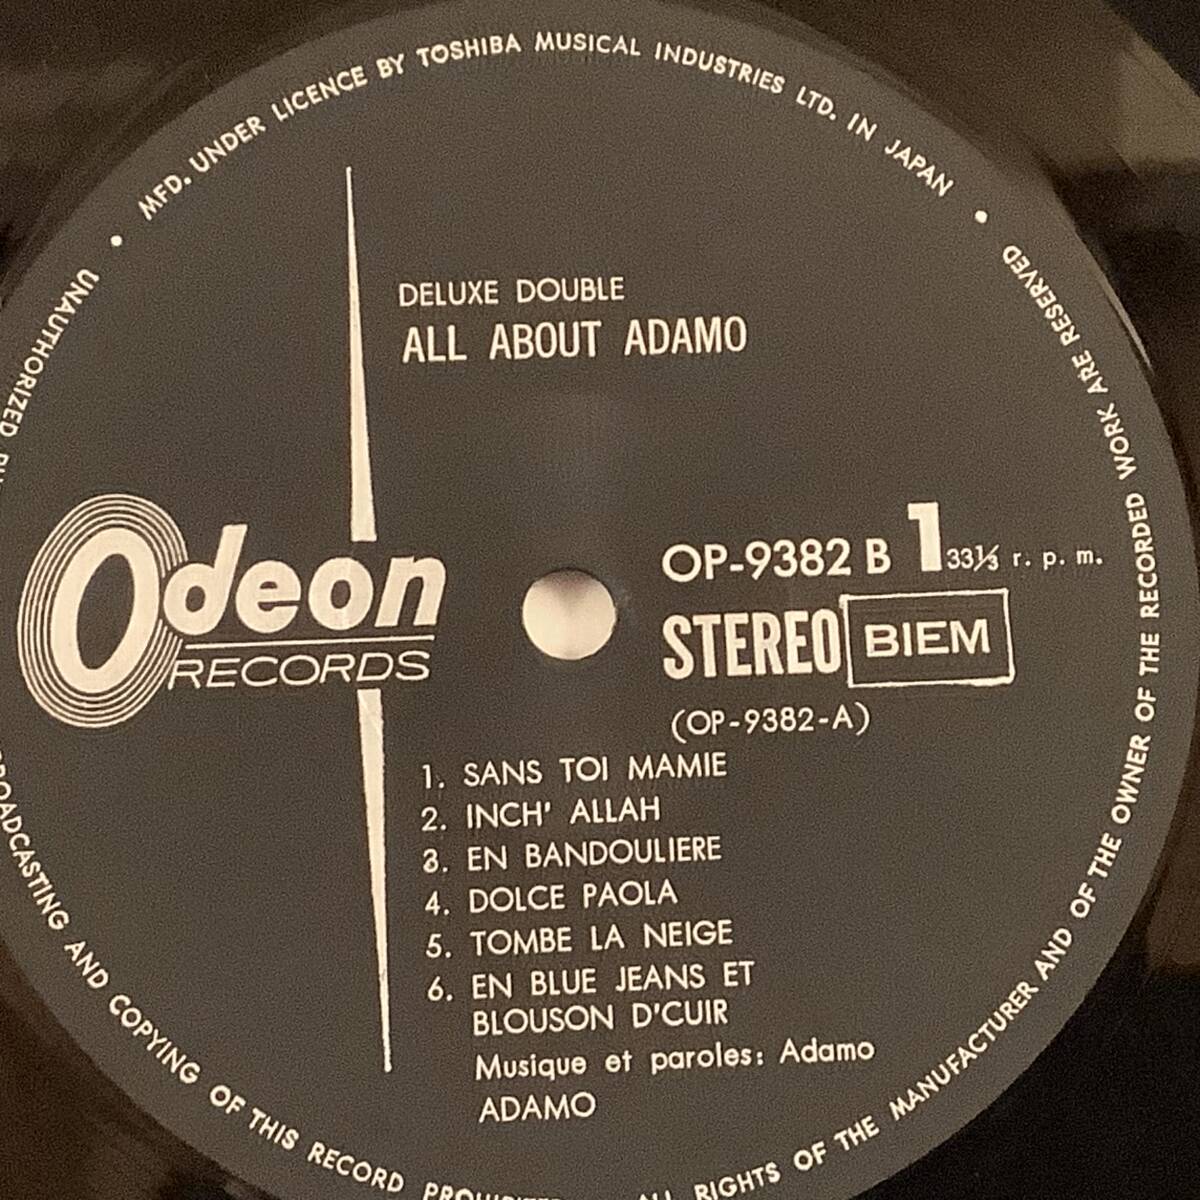 MFD. UNDER LICENCE BY TOSHIBA MUSICAL INDUSTRIES LTD. IN JAPAN •
DELUXE DOUBLE
ALL ABOUT ADAMO
Odeon
RECORDS
OP-9382 B 1 33⅓ r. p. m.
STEREO BIEM
(OP-9382-A)
1. SANS TOI MAMIE
2. INCH' ALLAH
3. EN BANDOULIERE
4. DOLCE PAOLA
5. TOMBE LA NEIGE
6. EN BLUE JEANS ET
BLOUSON D'CUIR
Musique et paroles: Adamo
ADAMO
ALL RIGHTS OF THE MANUFACTURER AND OF THE OWNER OF THE RECORDED WORK ARE RESERVED
• UNAUTHORIZED
BROADCASTING AND COPYING OF THIS RECORD